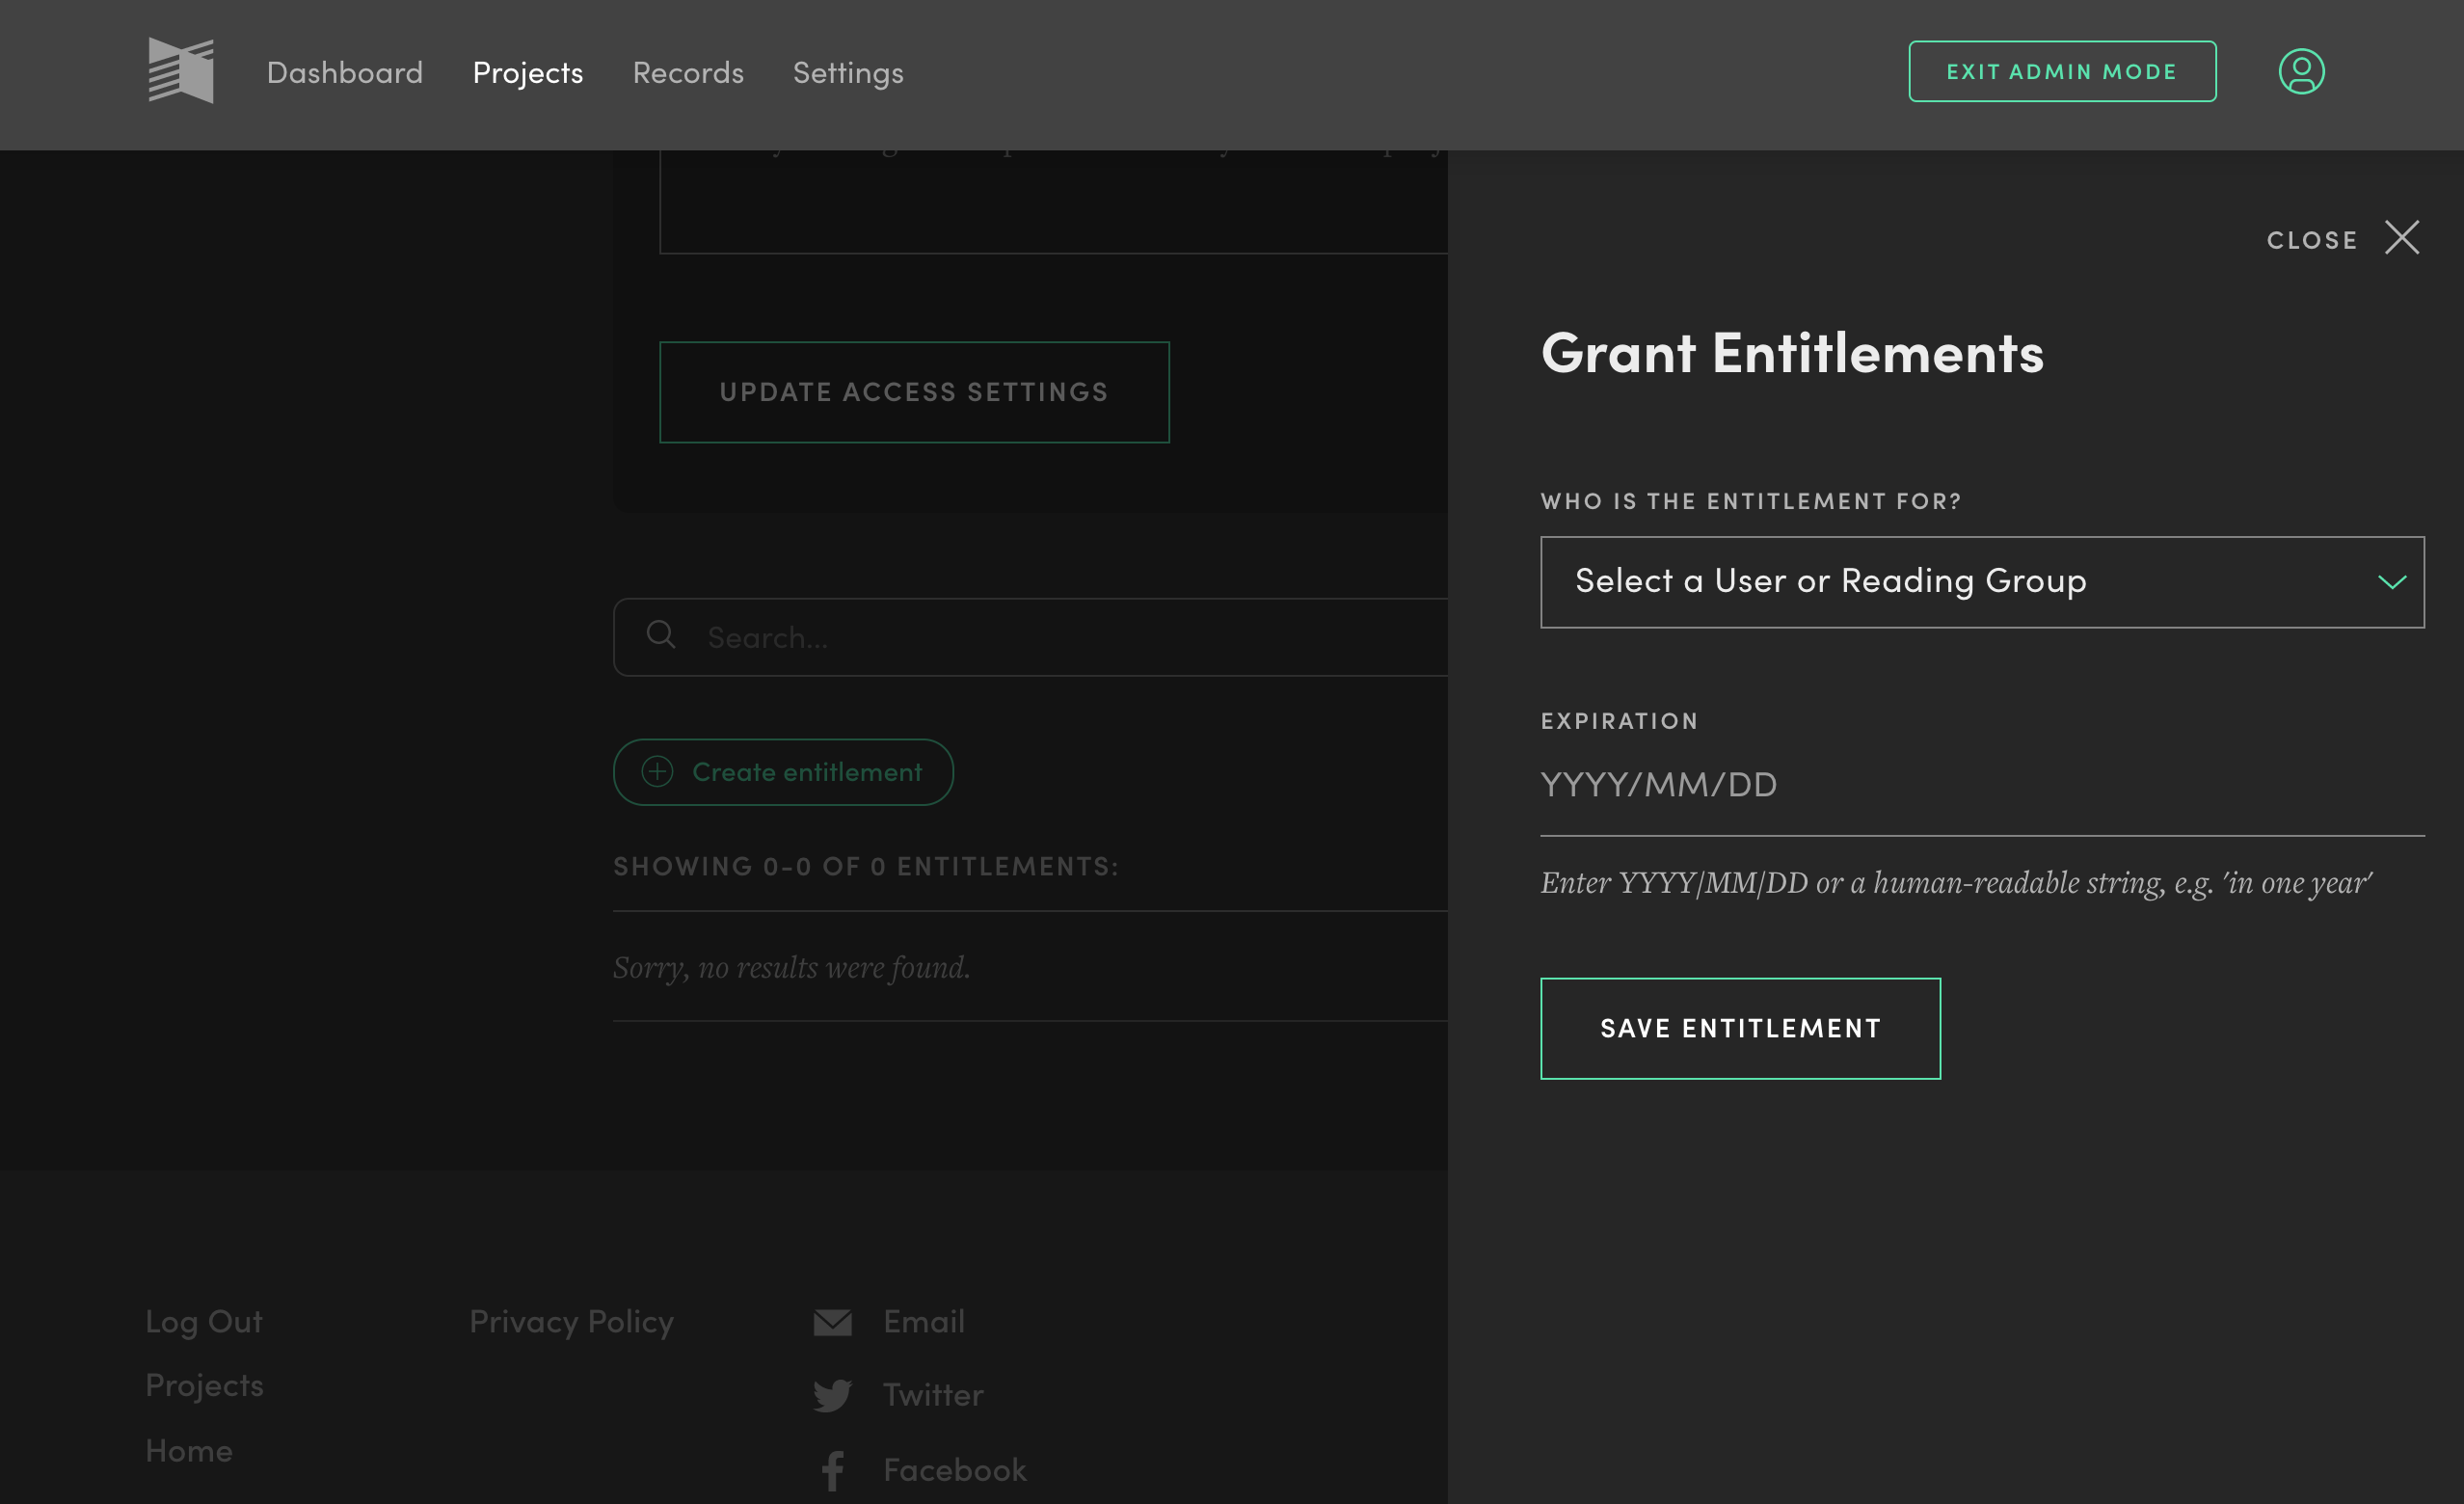 Dashboard Projects Records Settings EXIT ADMIN MODE
UPDATE ACCESS SETTINGS
Search...
Create entitlement
SHOWING 0-0 OF 0 ENTITLEMENTS:
Sorry, no results were found.
CLOSE
Grant Entitlements
WHO IS THE ENTITLEMENT FOR?
Select a User or Reading Group
EXPIRATION
YYYY/MM/DD
Enter YYYY/MM/DD or a human-readable string, e.g. 'in one year'
SAVE ENTITLEMENT
Log Out
Projects
Home
Privacy Policy
Email
Twitter
Facebook